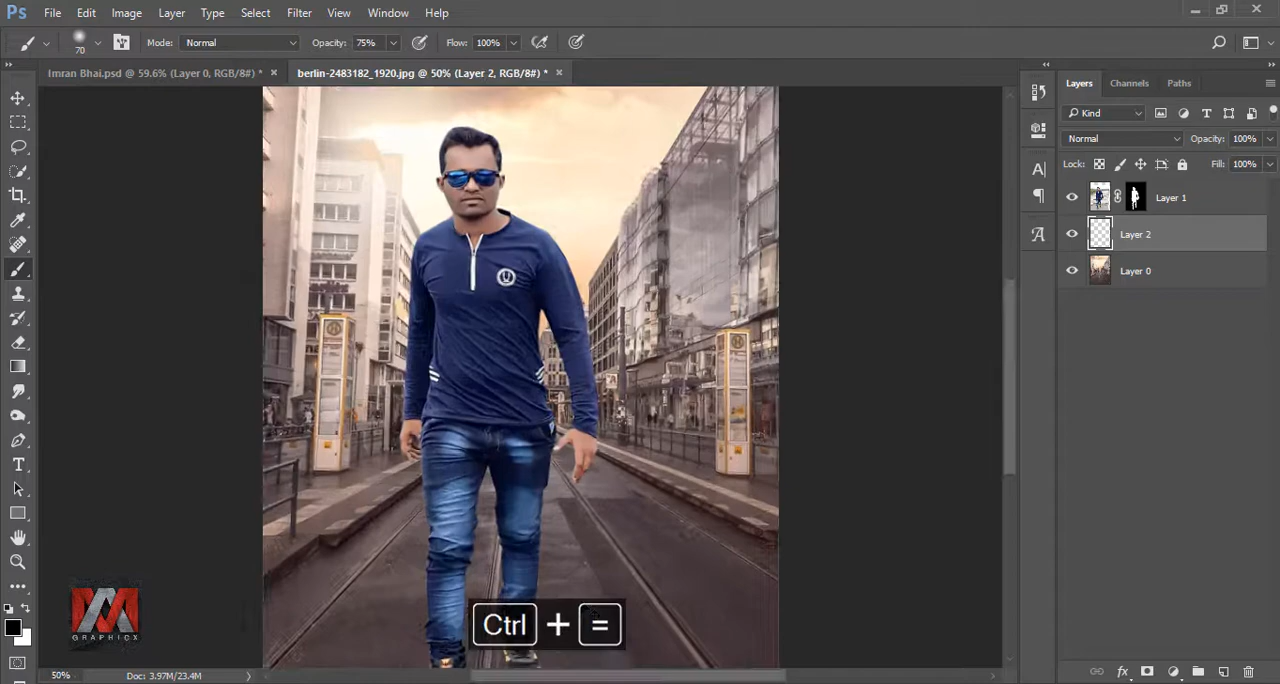 Ps File Edit Image Layer Type Select Filter View Window Help
70 Mode: Normal Opacity: 75% Flow: 100%
Imran Bhai.psd @ 59.6% (Layer 0, RGB/8#) * × berlin-2483182_1920.jpg @ 50% (Layer 2, RGB/8#) * ×
Layers Channels Paths
Kind
Normal Opacity: 100%
Lock: Fill: 100%
Layer 1
Layer 2
Layer 0
GRAPHICX
Ctrl + =
50% Doc: 3.97M/23.4M